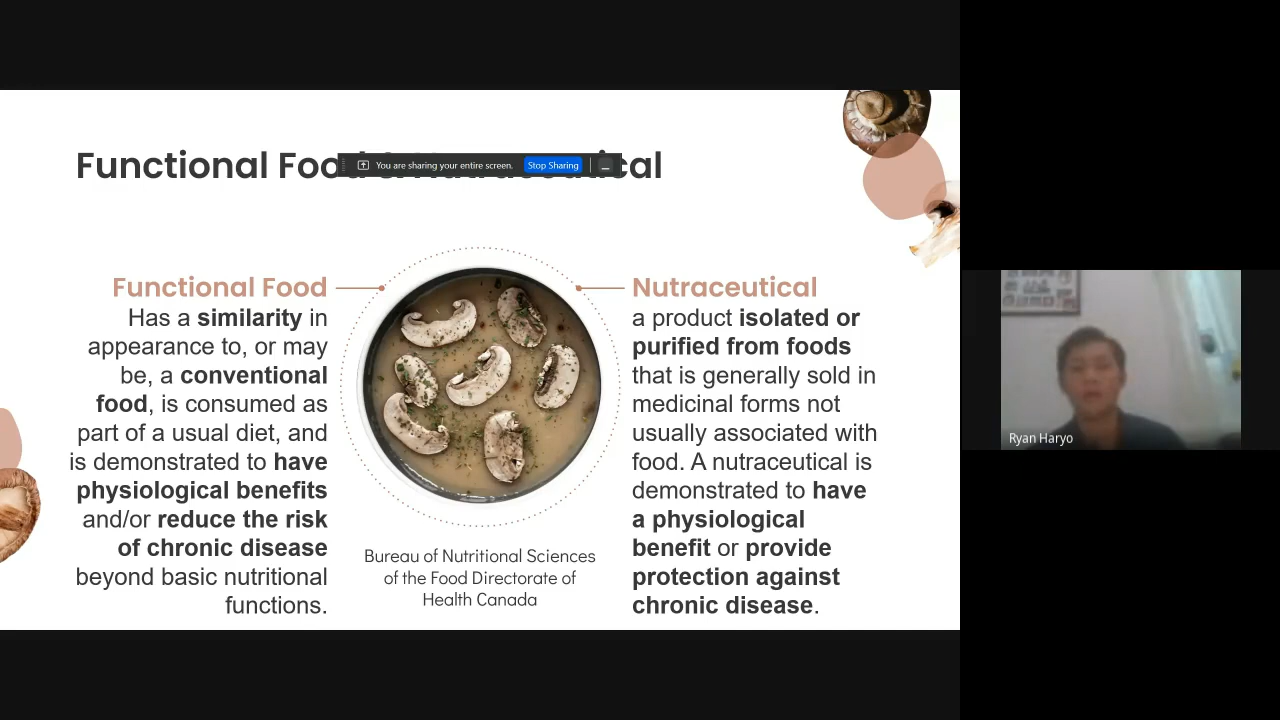 Functional Food & Nutraceutical
You are sharing your entire screen. Stop Sharing
Functional Food
Has a similarity in
appearance to, or may
be, a conventional
food, is consumed as
part of a usual diet, and
is demonstrated to have
physiological benefits
and/or reduce the risk
of chronic disease
beyond basic nutritional
functions.
Bureau of Nutritional Sciences
of the Food Directorate of
Health Canada
Nutraceutical
a product isolated or
purified from foods
that is generally sold in
medicinal forms not
usually associated with
food. A nutraceutical is
demonstrated to have
a physiological
benefit or provide
protection against
chronic disease.
Ryan Haryo